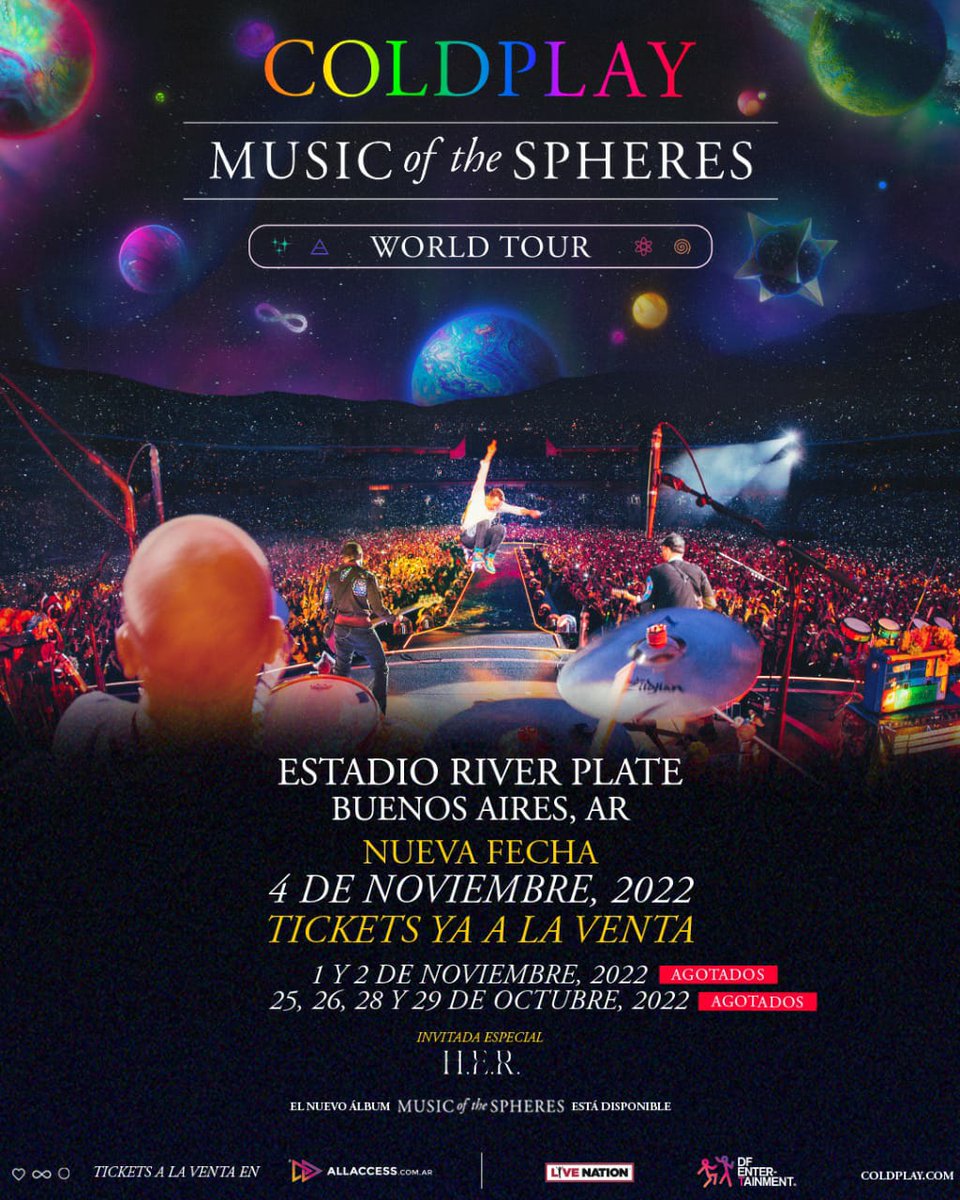 COLDPLAY
MUSIC of the SPHERES
WORLD TOUR
Zildjian
ESTADIO RIVER PLATE
BUENOS AIRES, AR
NUEVA FECHA
4 DE NOVIEMBRE, 2022
TICKETS YA A LA VENTA
1 Y 2 DE NOVIEMBRE, 2022 AGOTADOS
25, 26, 28 Y 29 DE OCTUBRE, 2022 AGOTADOS
INVITADA ESPECIAL
H.E.R.
EL NUEVO ÁLBUM MUSIC of the SPHERES ESTÁ DISPONIBLE
TICKETS A LA VENTA EN ALLACCESS.COM.AR LIVE NATION DF ENTER-TAINMENT. COLDPLAY.COM